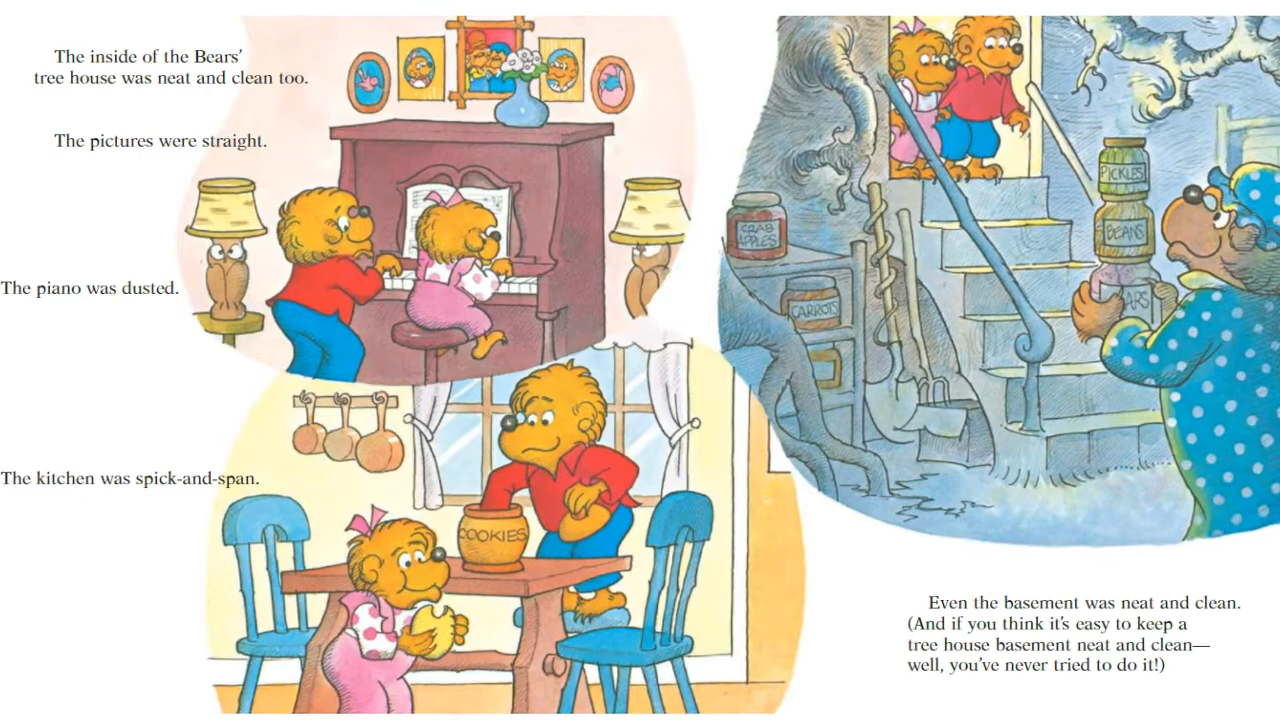 The inside of the Bears'
tree house was neat and clean too.
The pictures were straight.
The piano was dusted.
The kitchen was spick-and-span.
COOKIES
CRAB
APPLES
CARROTS
PICKLES
BEANS
Even the basement was neat and clean.
(And if you think it's easy to keep a
tree house basement neat and clean—
well, you've never tried to do it!)